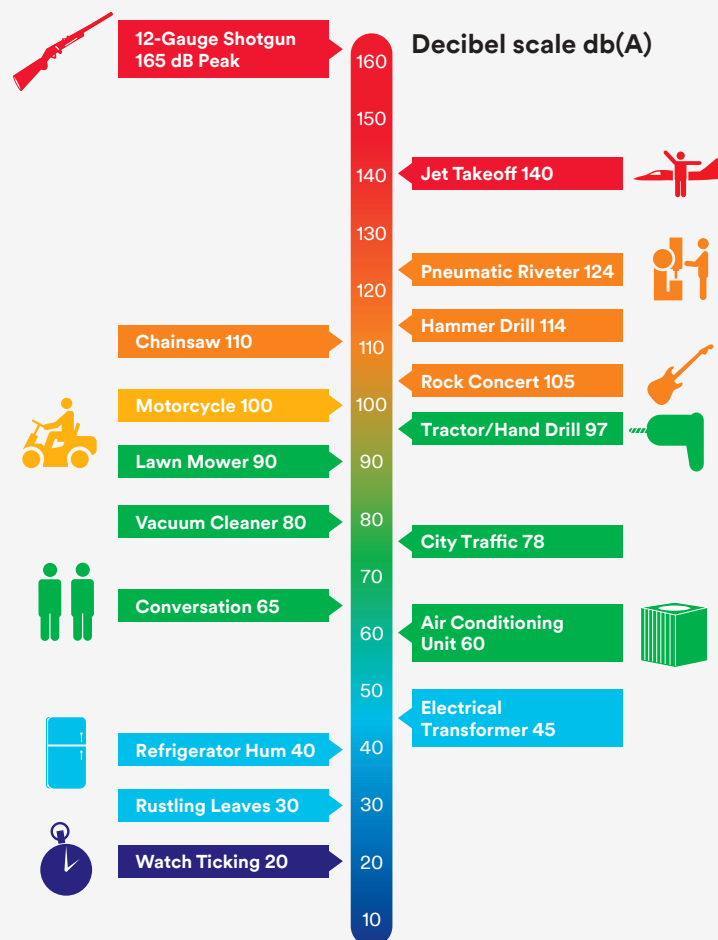 12-Gauge Shotgun
165 dB Peak
Decibel scale db(A)
160
150
140
Jet Takeoff 140
130
Pneumatic Riveter 124
120
Hammer Drill 114
Chainsaw 110
110
Rock Concert 105
Motorcycle 100
100
Tractor/Hand Drill 97
Lawn Mower 90
90
Vacuum Cleaner 80
80
City Traffic 78
70
Conversation 65
60
Air Conditioning
Unit 60
50
Electrical
Transformer 45
Refrigerator Hum 40
40
Rustling Leaves 30
30
Watch Ticking 20
20
10